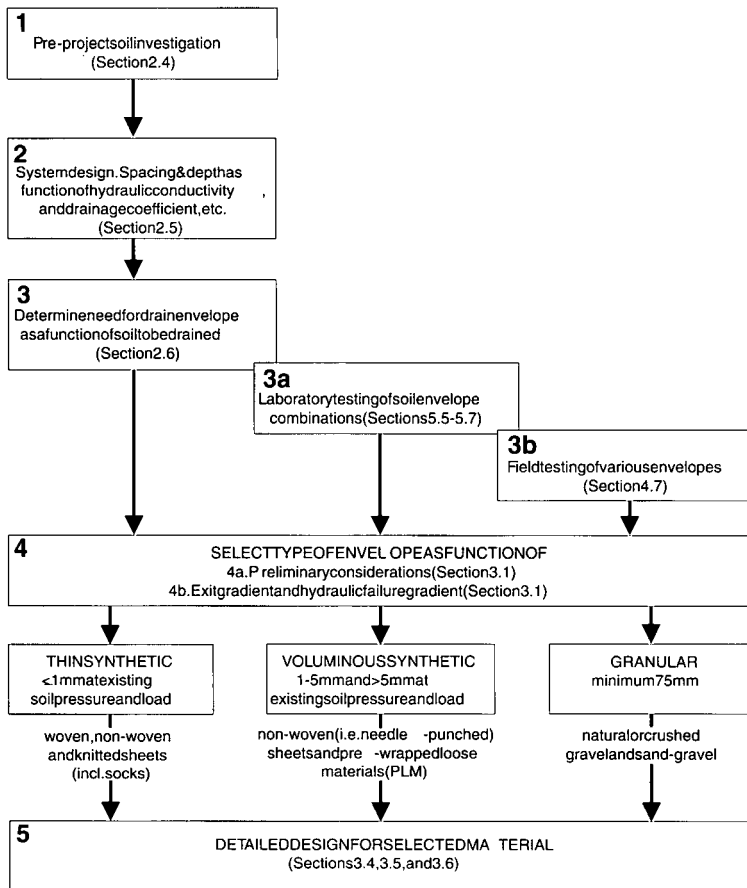 1
Pre-projectsoilinvestigation
(Section2.4)
2
Systemdesign.Spacing&depthas
functionofhydraulicconductivity ,
anddrainagecoefficient,etc.
(Section2.5)
3
Determineneedfordrainenvelope
asafunctionofsoiltobedrained
(Section2.6)
3a
Laboratorytestingofsoilenvelope
combinations(Sections5.5-5.7)
3b
Fieldtestingofvariousenvelopes
(Section4.7)
4
SELECTTYPEOFENVEL OPEASFUNCTIONOF
4a.P reliminaryconsiderations(Section3.1)
4b.Exitgradientandhydraulicfailuregradient(Section3.1)
THINSYNTHETIC
≤1mmatexisting
soilpressureandload
woven,non-woven
andknittedsheets
(incl.socks)
VOLUMINOUSSYNTHETIC
1-5mmand>5mmat
existingsoilpressureandload
non-woven(i.e.needle -punched)
sheetsandpre -wrappedloose
materials(PLM)
GRANULAR
minimum75mm
naturalorcrushed
gravelandsand-gravel
5
DETAILEDDESIGNFORSELECTEDMA TERIAL
(Sections3.4,3.5,and3.6)